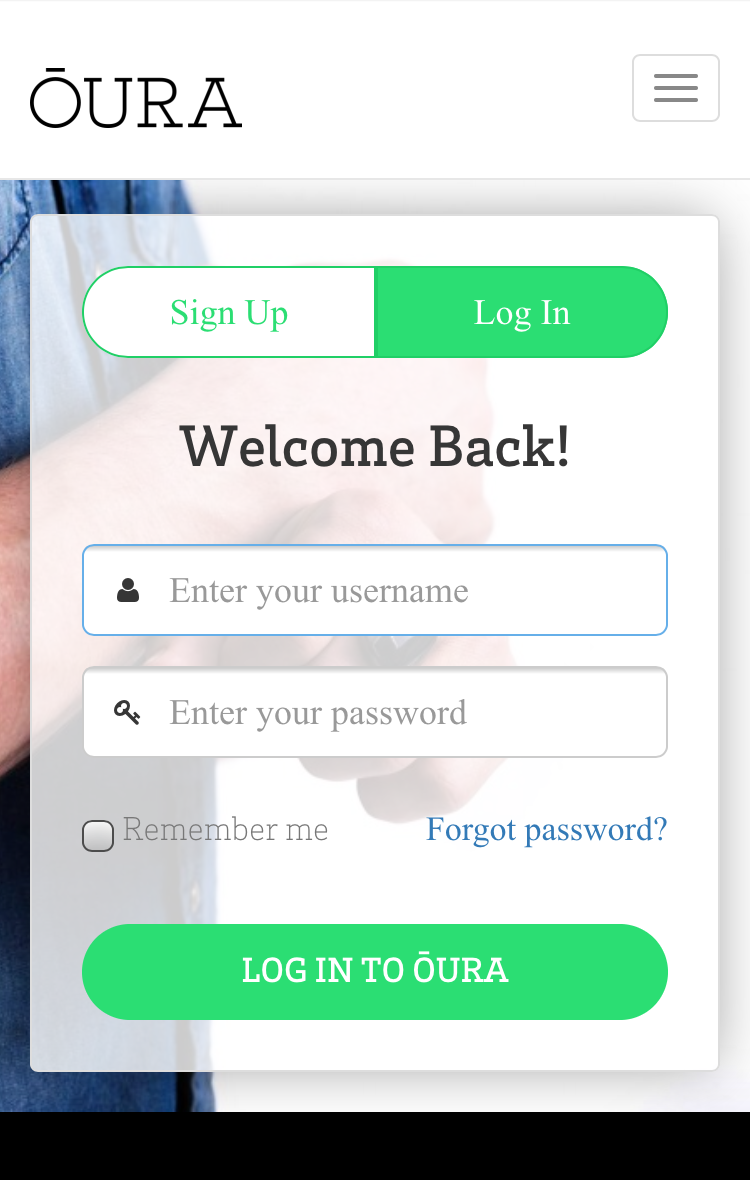 ŌURA
Sign Up
Log In
Welcome Back!
Enter your username
Enter your password
Remember me
Forgot password?
LOG IN TO ŌURA